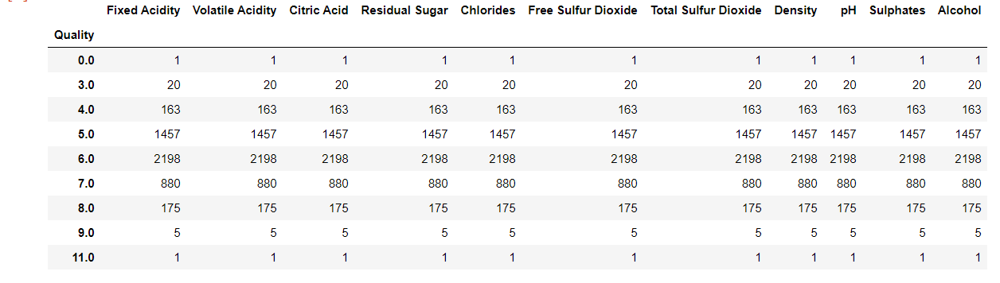 Fixed Acidity Volatile Acidity Citric Acid Residual Sugar Chlorides Free Sulfur Dioxide Total Sulfur Dioxide Density pH Sulphates Alcohol
Quality
0.0 1 1 1 1 1 1 1 1 1 1 1
3.0 20 20 20 20 20 20 20 20 20 20 20
4.0 163 163 163 163 163 163 163 163 163 163 163
5.0 1457 1457 1457 1457 1457 1457 1457 1457 1457 1457 1457
6.0 2198 2198 2198 2198 2198 2198 2198 2198 2198 2198 2198
7.0 880 880 880 880 880 880 880 880 880 880 880
8.0 175 175 175 175 175 175 175 175 175 175 175
9.0 5 5 5 5 5 5 5 5 5 5 5
11.0 1 1 1 1 1 1 1 1 1 1 1